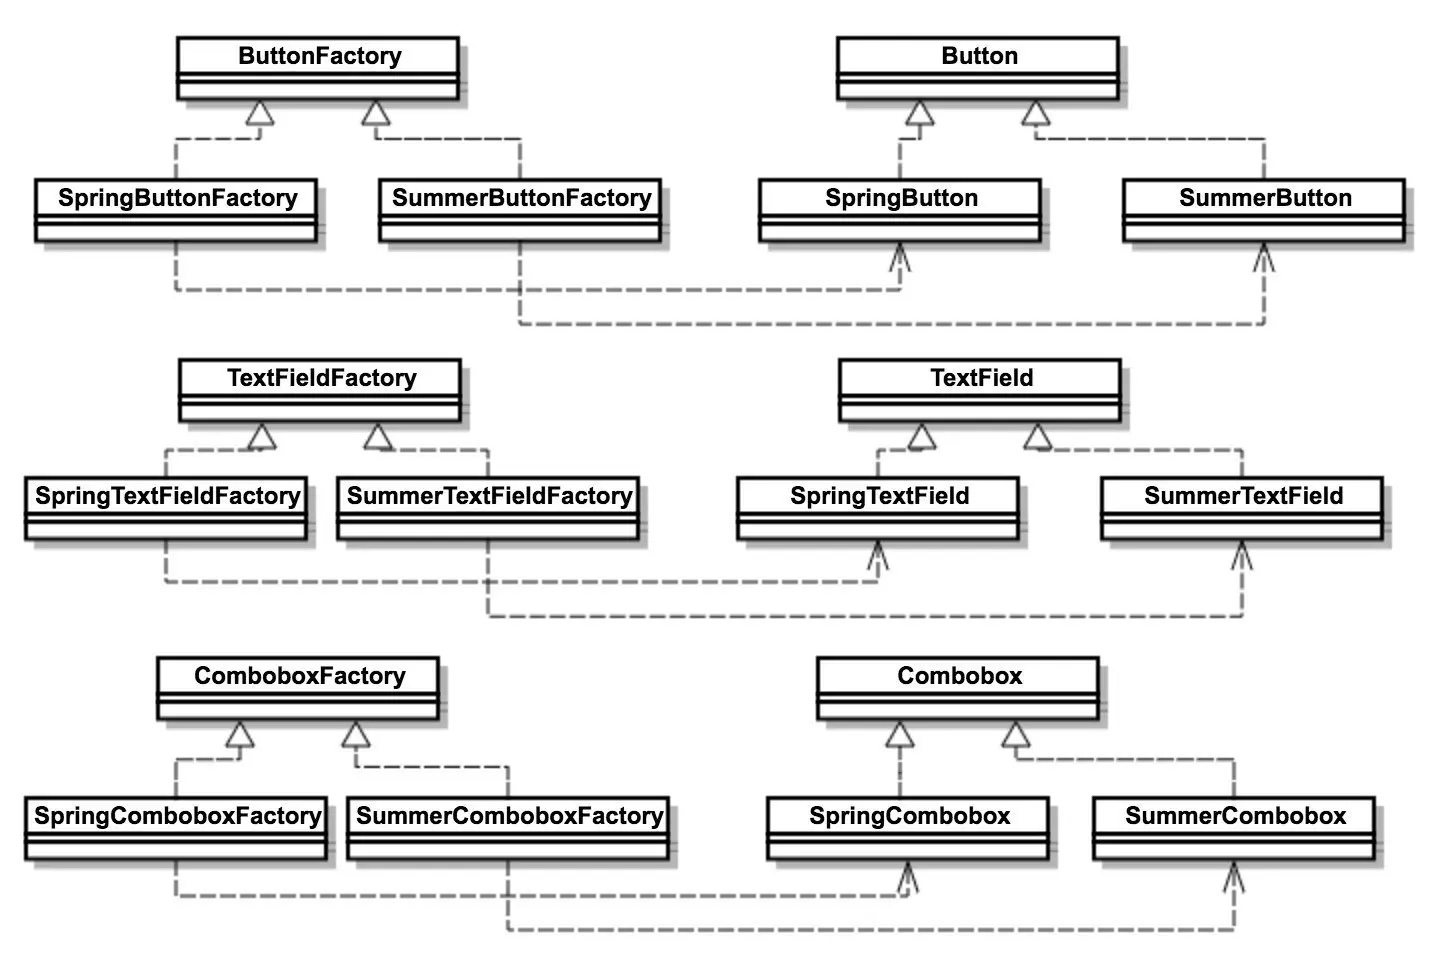 ButtonFactory
Button
SpringButtonFactory
SummerButtonFactory
SpringButton
SummerButton
TextFieldFactory
TextField
SpringTextFieldFactory
SummerTextFieldFactory
SpringTextField
SummerTextField
ComboboxFactory
Combobox
SpringComboboxFactory
SummerComboboxFactory
SpringCombobox
SummerCombobox